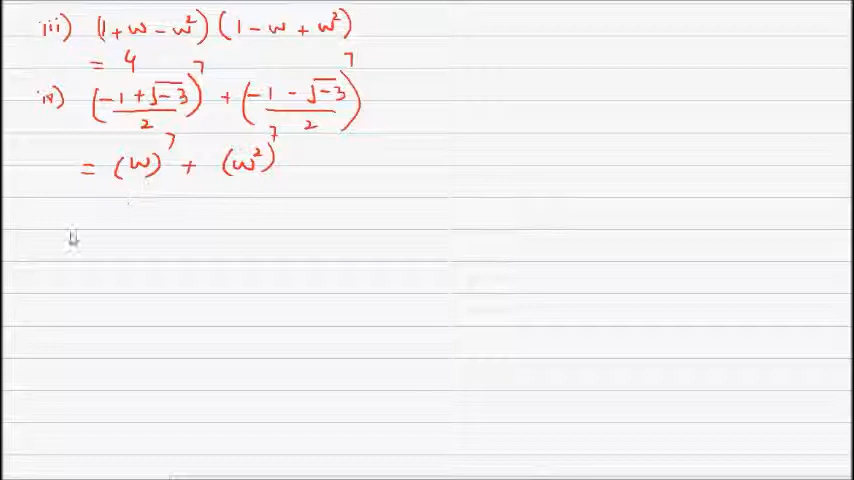 iii) (1+w-w²)(1-w+w²)
= 4
iv) ((-1+√-3)/2)⁷ + ((-1-√-3)/2)⁷
= (w)⁷ + (w²)⁷